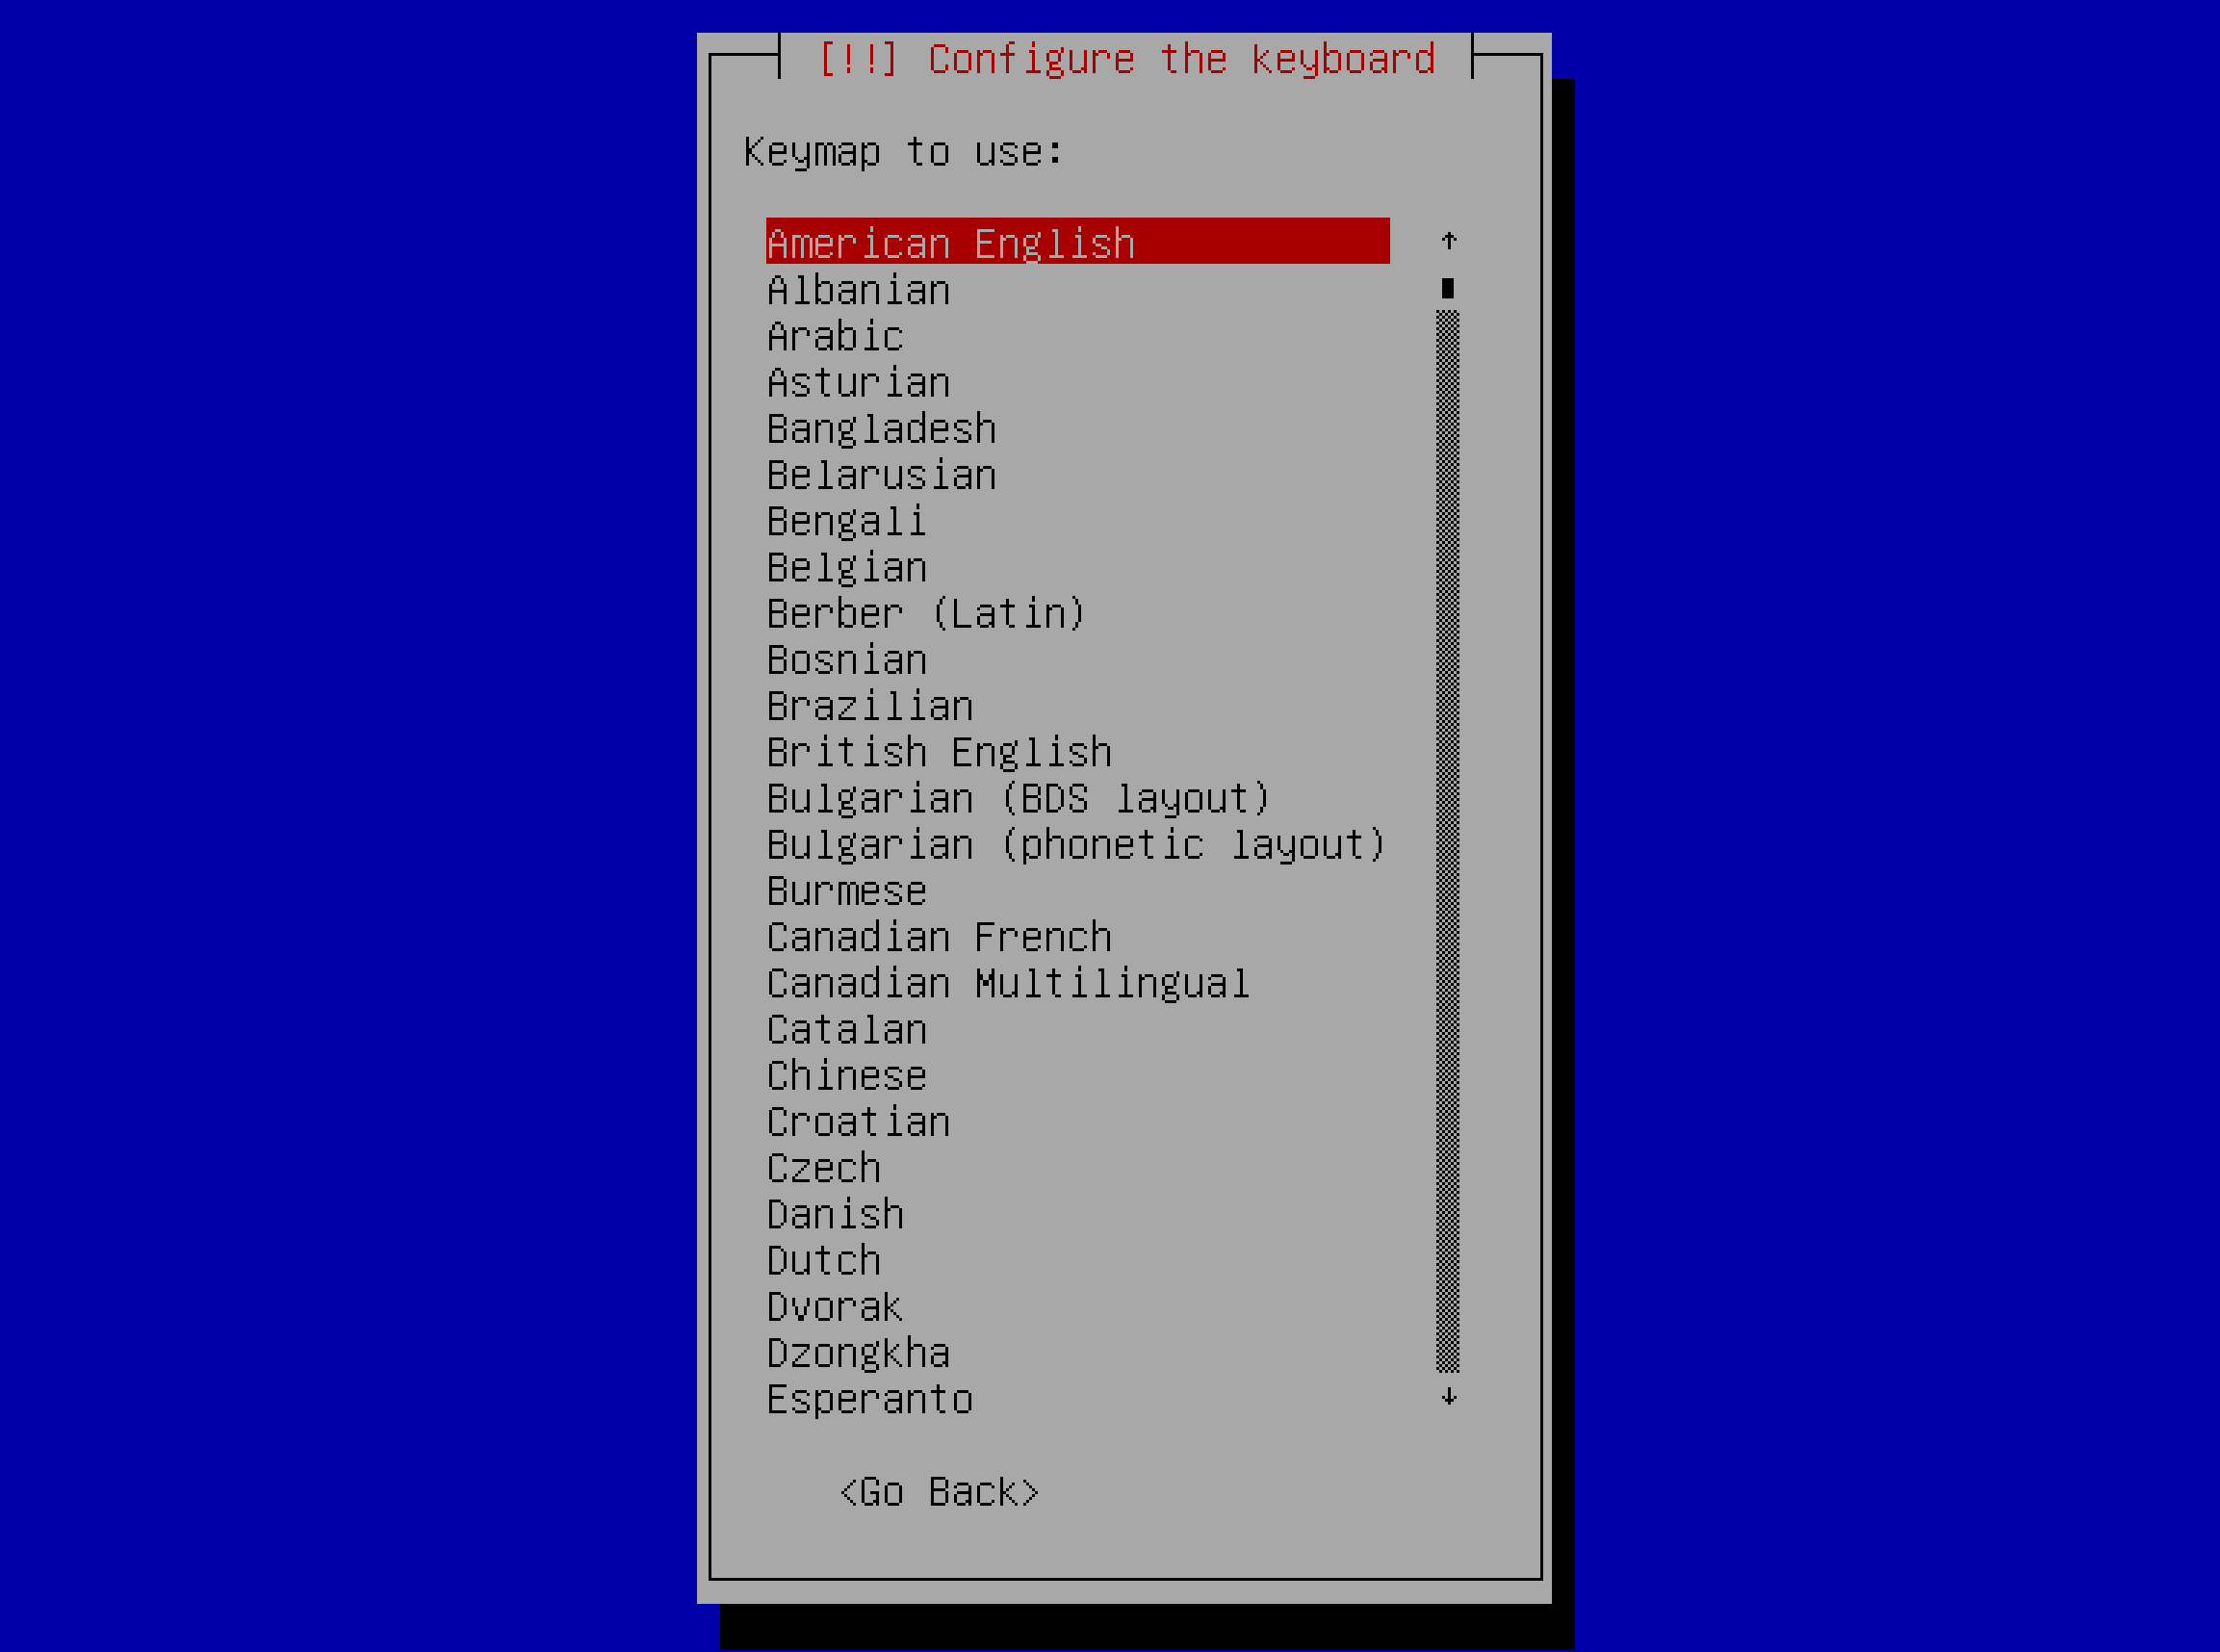 [!!] Configure the keyboard
Keymap to use:
American English
Albanian
Arabic
Asturian
Bangladesh
Belarusian
Bengali
Belgian
Berber (Latin)
Bosnian
Brazilian
British English
Bulgarian (BDS layout)
Bulgarian (phonetic layout)
Burmese
Canadian French
Canadian Multilingual
Catalan
Chinese
Croatian
Czech
Danish
Dutch
Dvorak
Dzongkha
Esperanto
<Go Back>